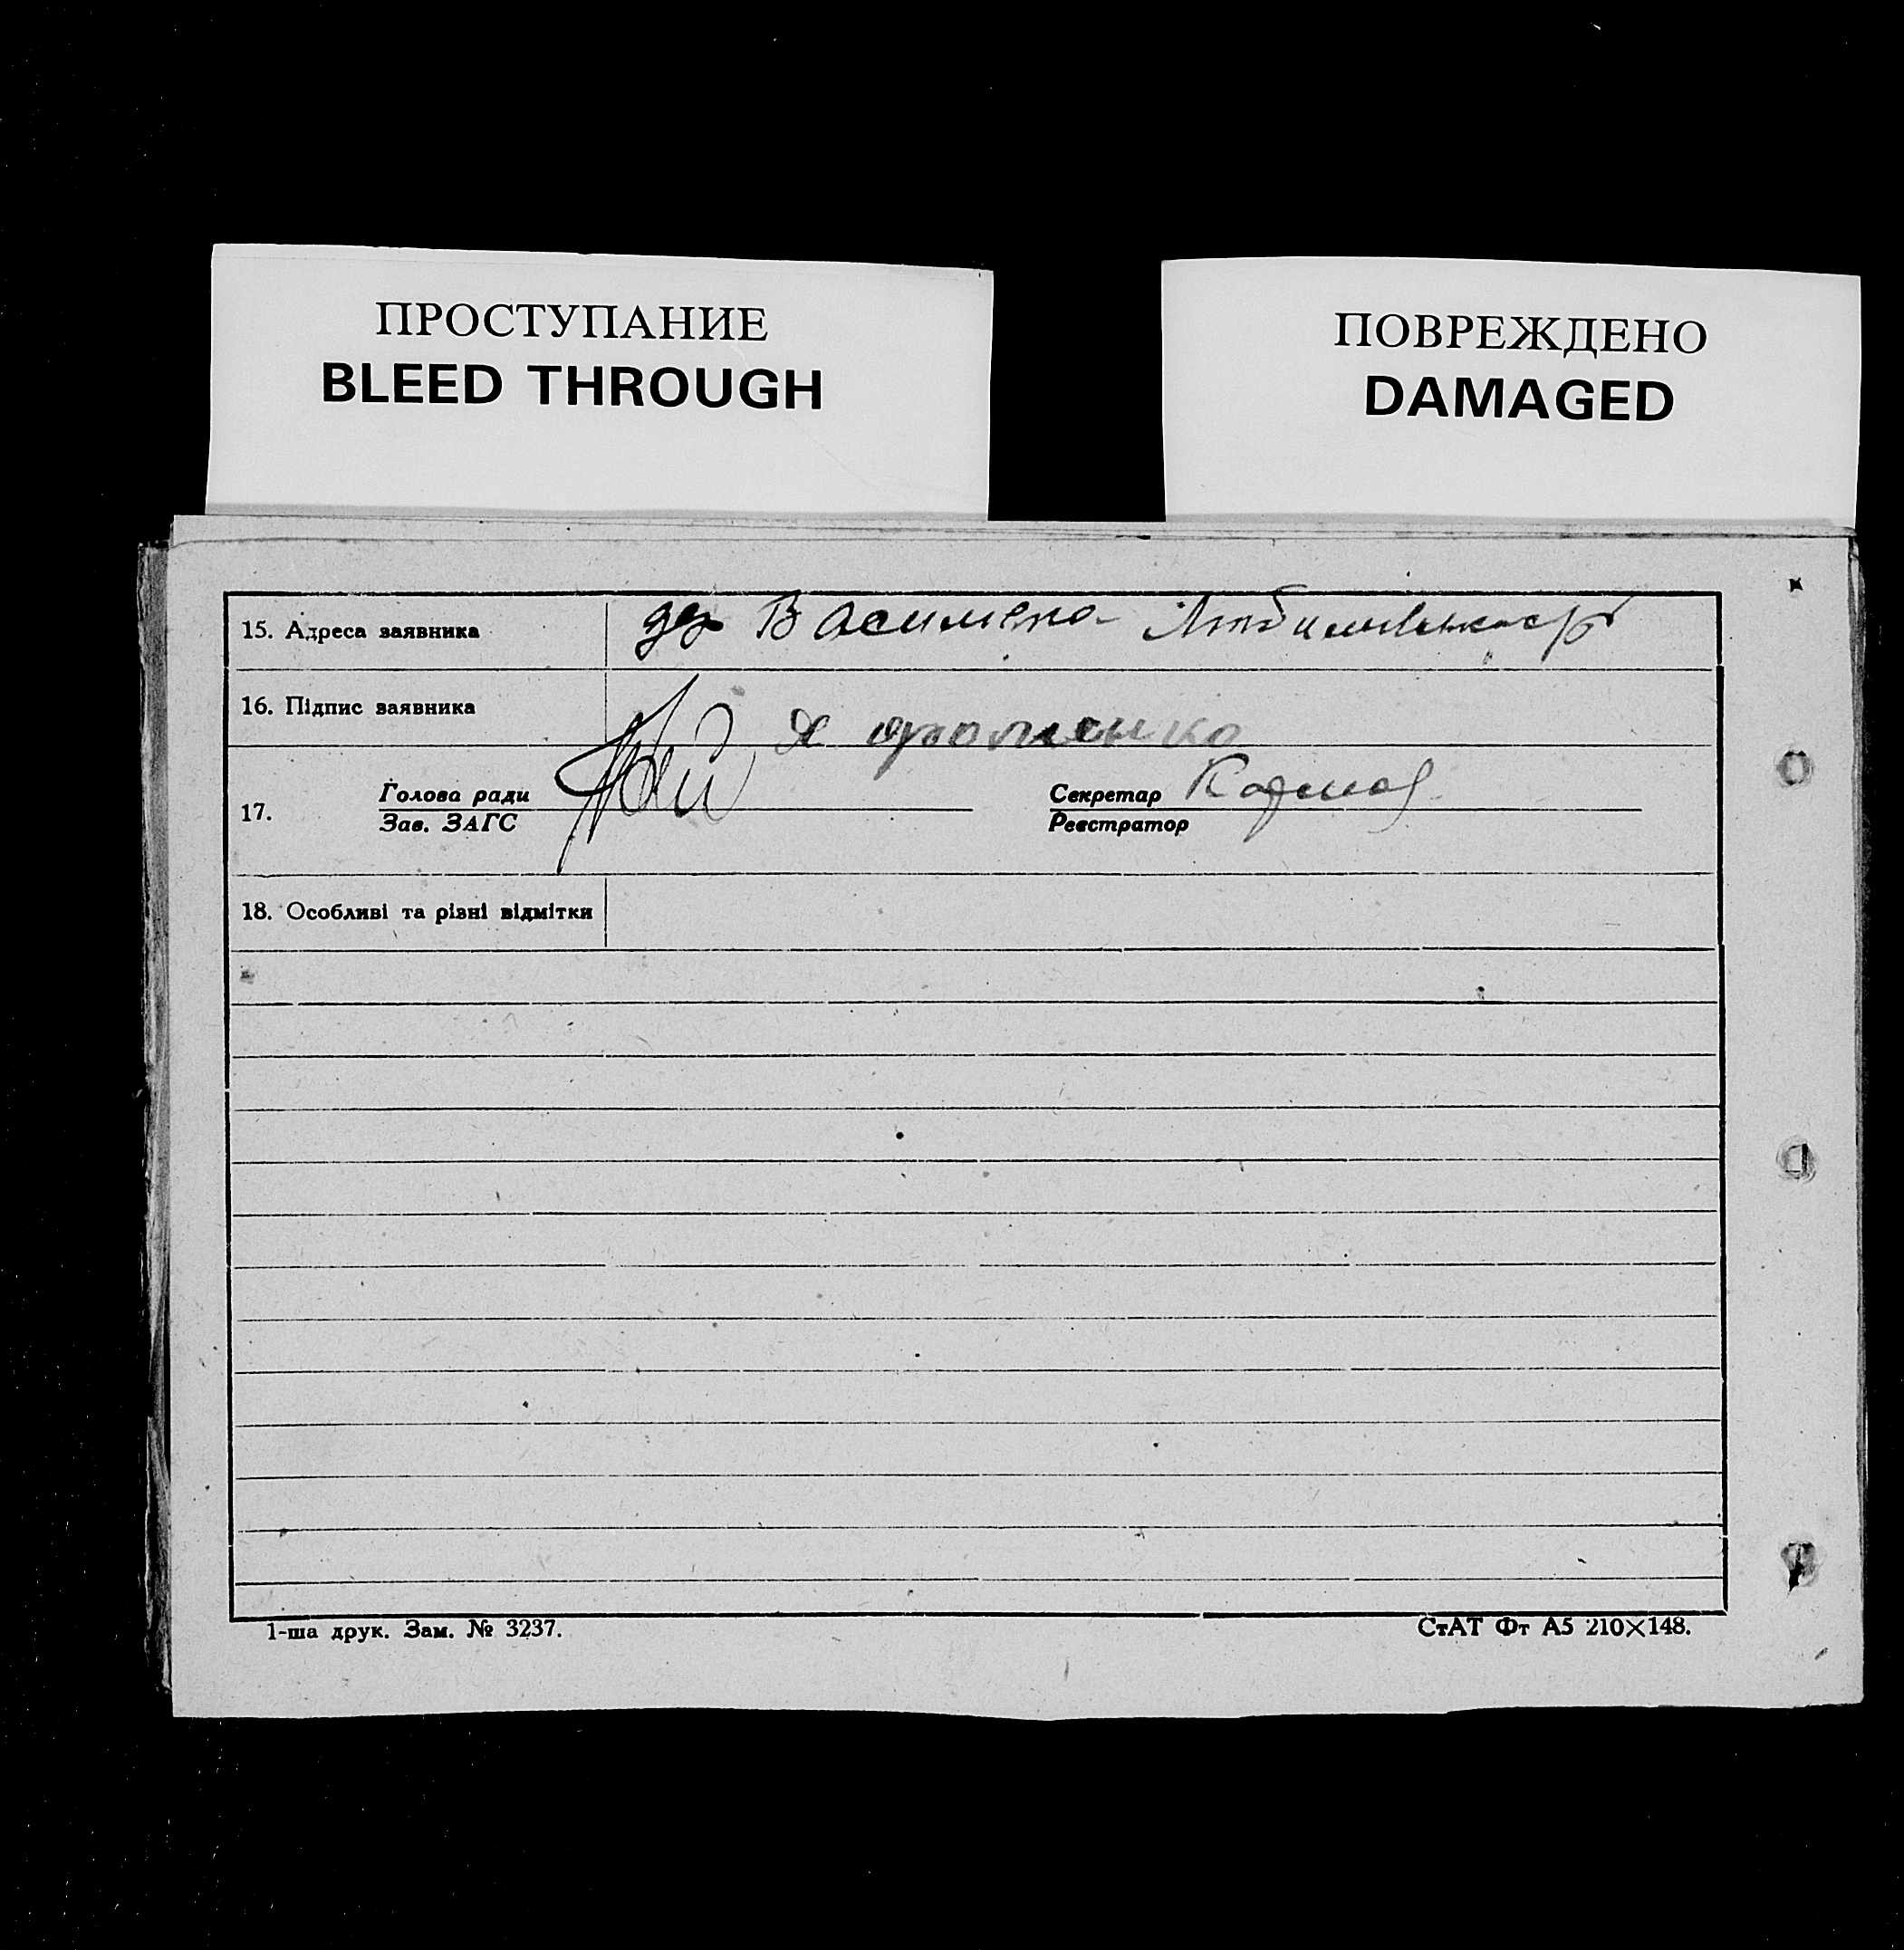 ПРОСТУПАНИЕ
BLEED THROUGH
ПОВРЕЖДЕНО
DAMAGED
15. Адреса заявника
16. Підпис заявника
17. Голова ради Секретар
Зав. ЗАГС Реєстратор
18. Особливі та різні відмітки
1-ша друк. Зам. № 3237. СтАТ Фт А5 210×148.